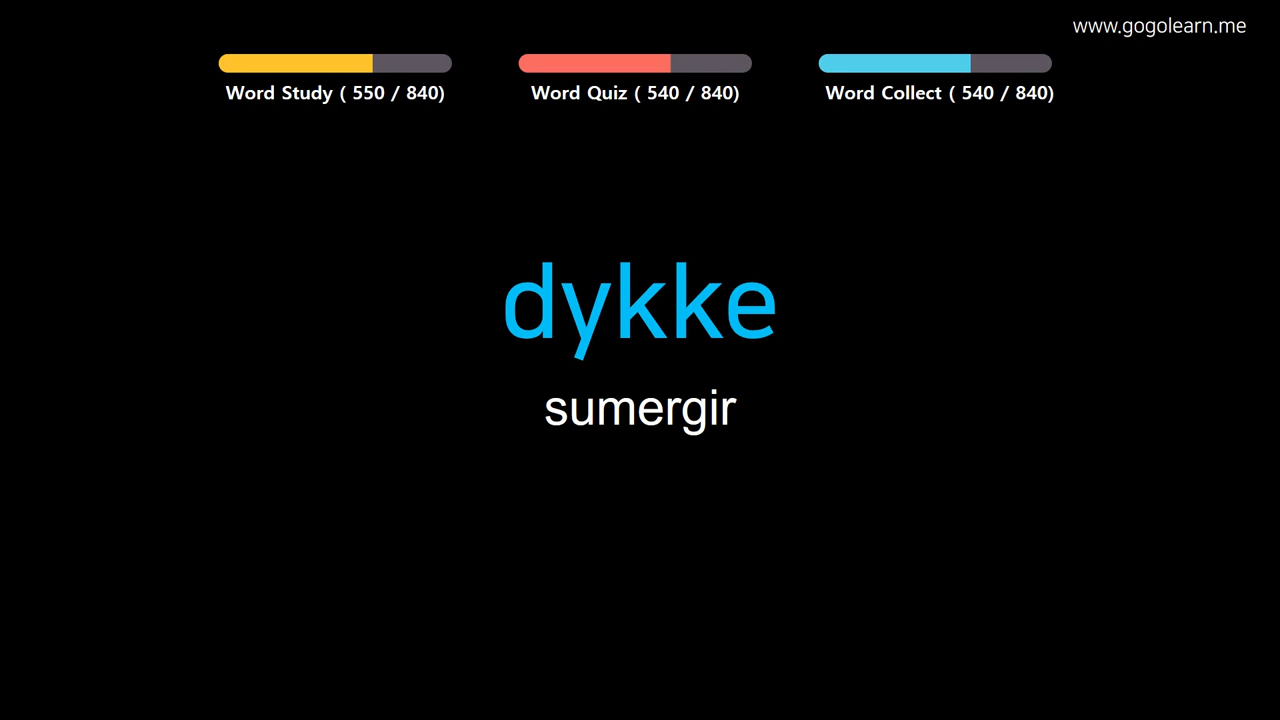 www.gogolearn.me
Word Study ( 550 / 840)
Word Quiz ( 540 / 840)
Word Collect ( 540 / 840)
dykke
sumergir